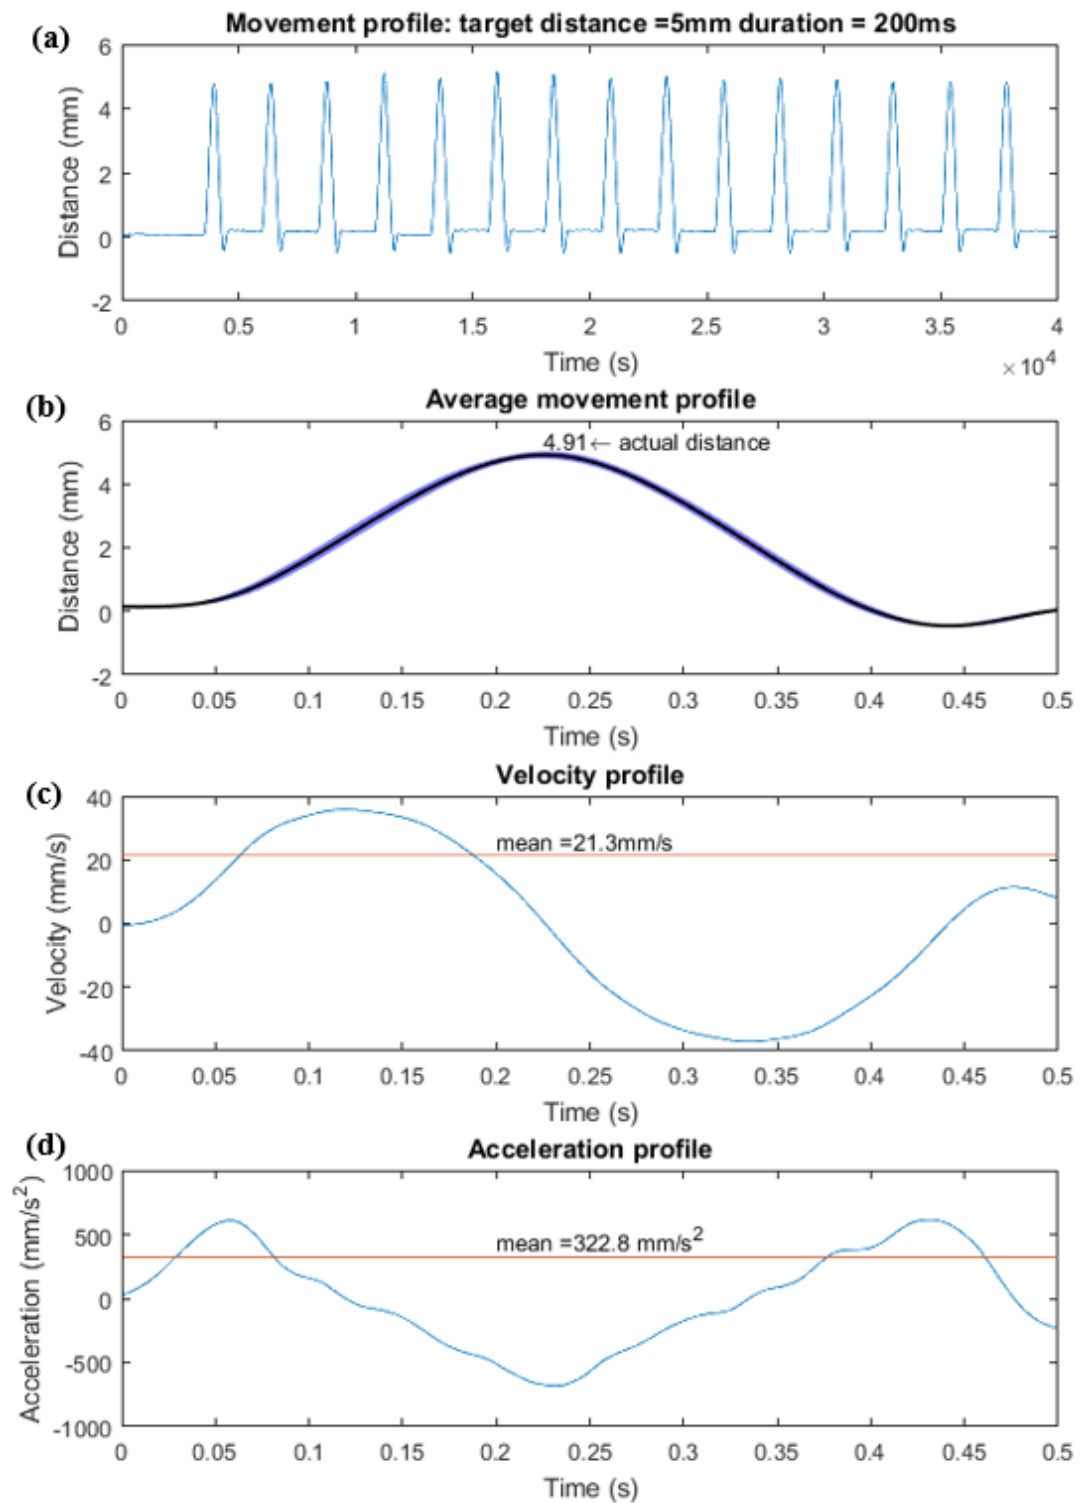 (a) Movement profile: target distance =5mm duration = 200ms
6
4
2
0
-2
Distance (mm)
0 0.5 1 1.5 2 2.5 3 3.5 4
Time (s)
×10⁴
(b) Average movement profile
6
4
2
0
-2
Distance (mm)
4.91← actual distance
0 0.05 0.1 0.15 0.2 0.25 0.3 0.35 0.4 0.45 0.5
Time (s)
(c) Velocity profile
40
20
0
-20
-40
Velocity (mm/s)
mean =21.3mm/s
0 0.05 0.1 0.15 0.2 0.25 0.3 0.35 0.4 0.45 0.5
Time (s)
(d) Acceleration profile
1000
500
0
-500
-1000
Acceleration (mm/s²)
mean =322.8 mm/s²
0 0.05 0.1 0.15 0.2 0.25 0.3 0.35 0.4 0.45 0.5
Time (s)